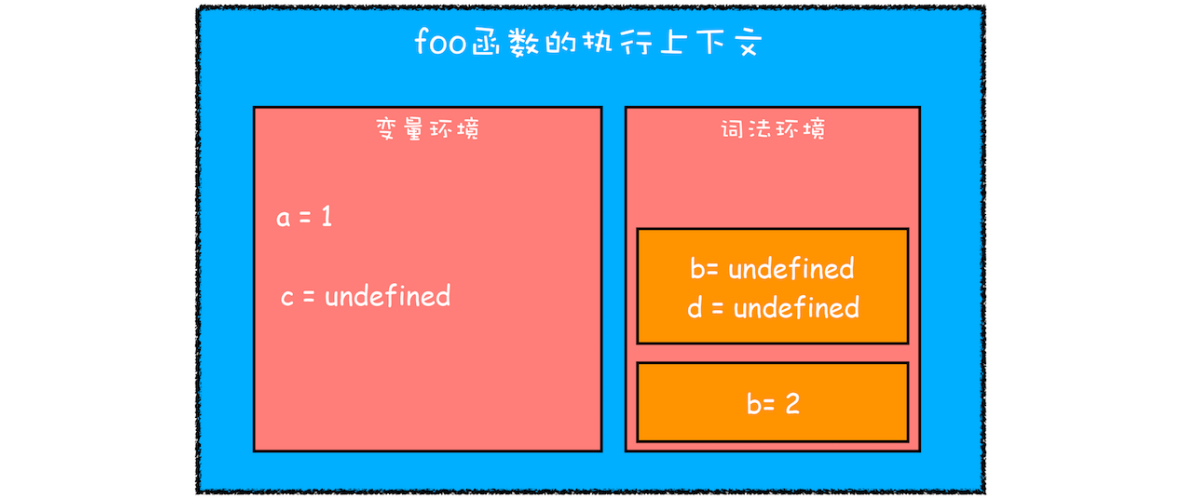 foo函数的执行上下文
变量环境
a = 1
c = undefined
词法环境
b= undefined
d = undefined
b= 2